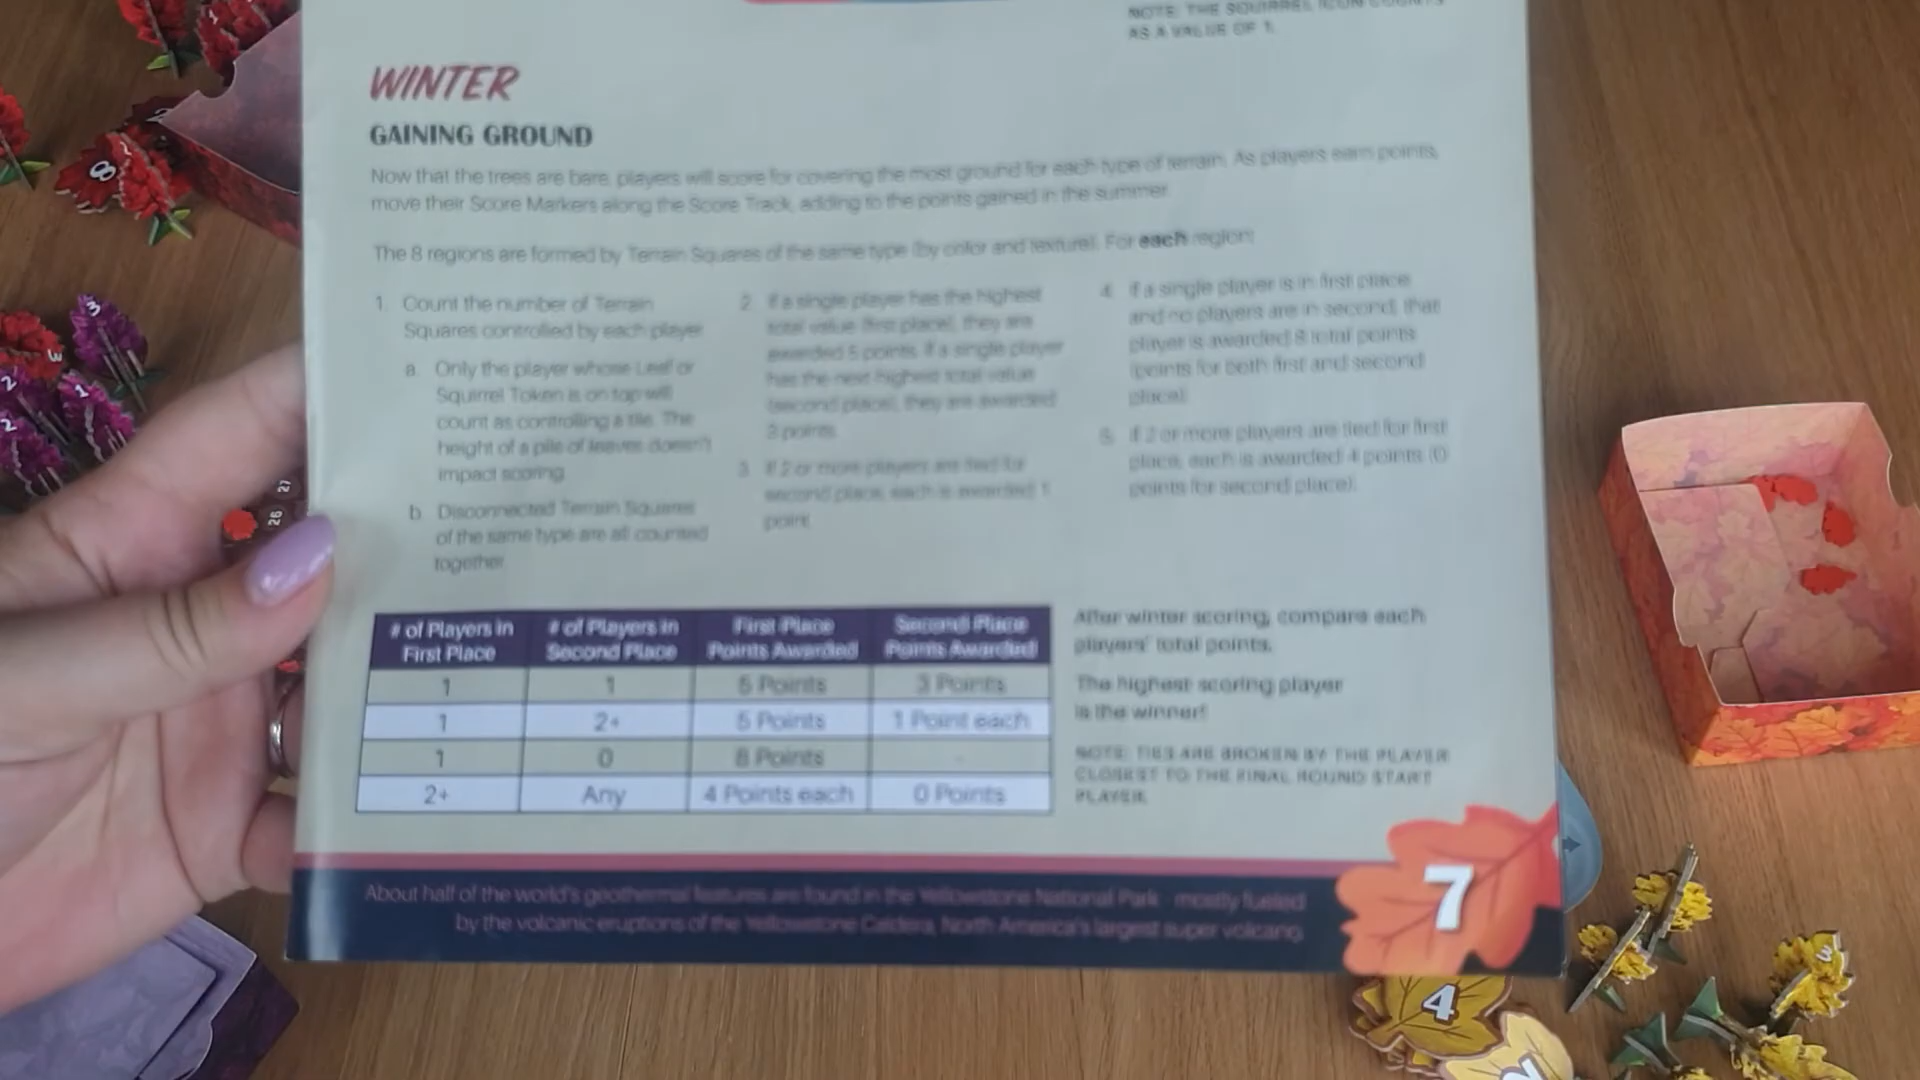 NOTE: THE SQUIRREL ICON COUNTS
AS A VALUE OF 1.
WINTER
GAINING GROUND
Now that the trees are bare, players will score for covering the most ground for each type of terrain. As players earn points,
move their Score Markers along the Score Track, adding to the points gained in the summer.
The 8 regions are formed by Terrain Squares of the same type (by color and texture). For each region:
1. Count the number of Terrain
Squares controlled by each player
a. Only the player whose Leaf or
Squirrel Token is on top will
count as controlling a tile. The
height of a pile of leaves doesn't
impact scoring.
b. Disconnected Terrain Squares
of the same type are all counted
together.
2. If a single player has the highest
total value (first place), they are
awarded 5 points. If a single player
has the next highest total value
(second place), they are awarded
3 points.
3. If 2 or more players are tied for
second place, each is awarded 1
point.
4. If a single player is in first place
and no players are in second, that
player is awarded 8 total points
(points for both first and second
place).
5. If 2 or more players are tied for first
place, each is awarded 4 points (0
points for second place).
# of Players in First Place
# of Players in Second Place
First Place Points Awarded
Second Place Points Awarded
1 1 5 Points 3 Points
1 2+ 5 Points 1 Point each
1 0 8 Points -
2+ Any 4 Points each 0 Points
After winter scoring, compare each
players' total points.
The highest scoring player
is the winner!
NOTE: TIES ARE BROKEN BY THE PLAYER
CLOSEST TO THE FINAL ROUND START
PLAYER.
About half of the world's geothermal features are found in the Yellowstone National Park - mostly fueled
by the volcanic eruptions of the Yellowstone Caldera, North America's largest super volcano.
7
8
3
3
2
1
2
27
26
4
3
2